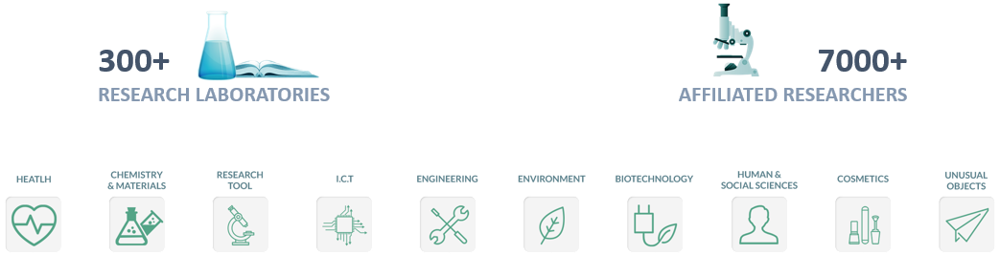 300+
RESEARCH LABORATORIES
7000+
AFFILIATED RESEARCHERS
HEATLH
CHEMISTRY
& MATERIALS
RESEARCH
TOOL
I.C.T
ENGINEERING
ENVIRONMENT
BIOTECHNOLOGY
HUMAN &
SOCIAL SCIENCES
COSMETICS
UNUSUAL
OBJECTS